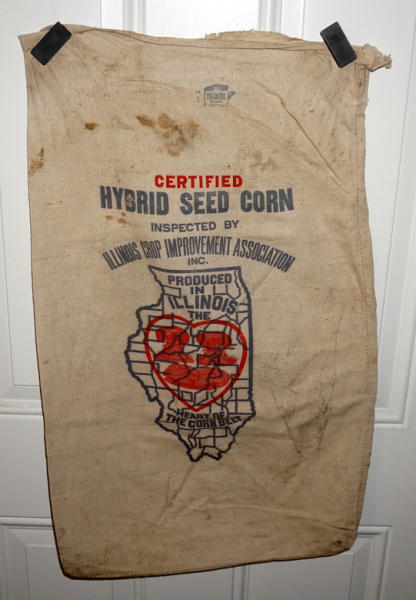 CERTIFIED
HYBRID SEED CORN
INSPECTED BY
ILLINOIS CROP IMPROVEMENT ASSOCIATION
INC.
PRODUCED
IN
ILLINOIS
THE
HEART OF
THE CORN BELT